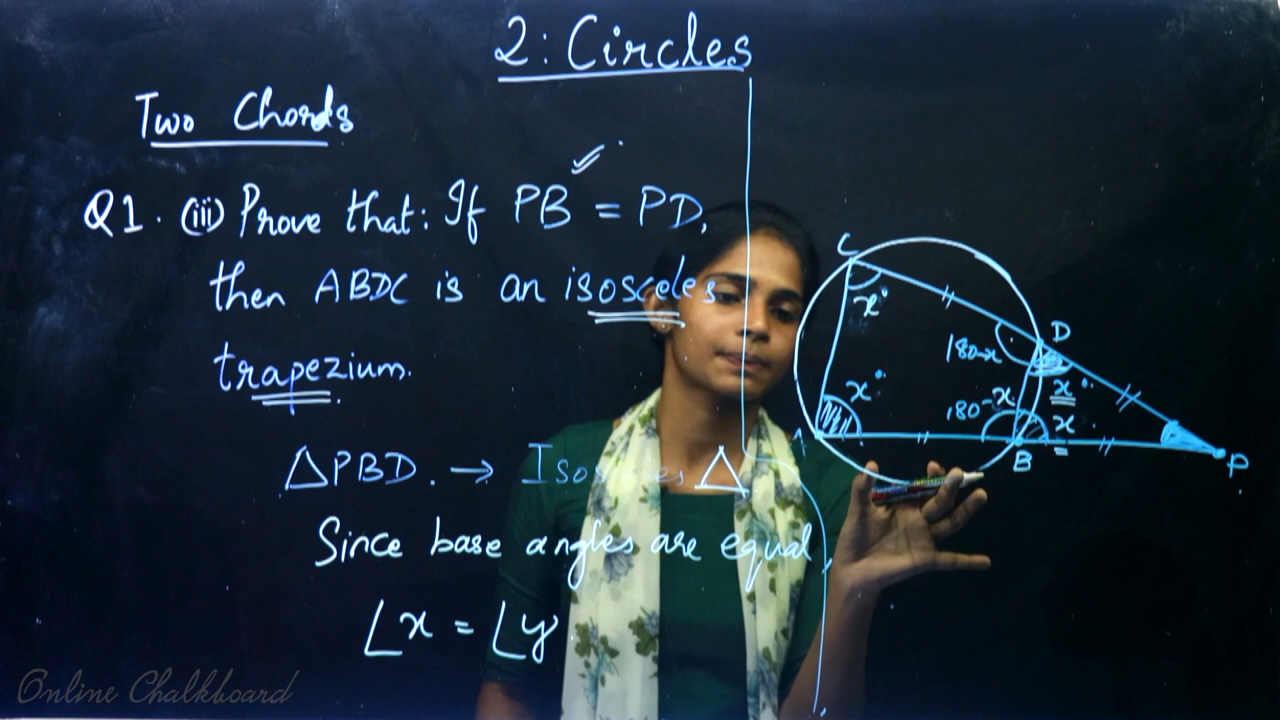 2: Circles
Two Chords
Q1. (iii) Prove that: If PB = PD,
then ABDC is an isosceles
trapezium.
△PBD. → Isosceles △
Since base angles are equal
∠x = ∠y
C
x°
D
180-x
x°
x°
180-x
x
A
B
P
Online Chalkboard